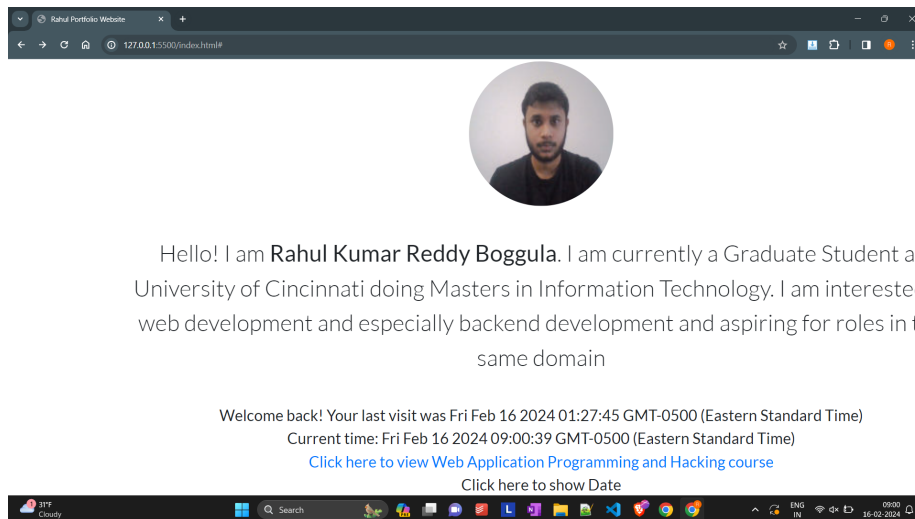 Rahul Portfolio Website
127.0.0.1:5500/index.html#
Hello! I am Rahul Kumar Reddy Boggula. I am currently a Graduate Student a
University of Cincinnati doing Masters in Information Technology. I am intereste
web development and especially backend development and aspiring for roles in t
same domain
Welcome back! Your last visit was Fri Feb 16 2024 01:27:45 GMT-0500 (Eastern Standard Time)
Current time: Fri Feb 16 2024 09:00:39 GMT-0500 (Eastern Standard Time)
Click here to view Web Application Programming and Hacking course
Click here to show Date
1
31°F
Cloudy
Search
L
N
ENG
IN
09:00
16-02-2024